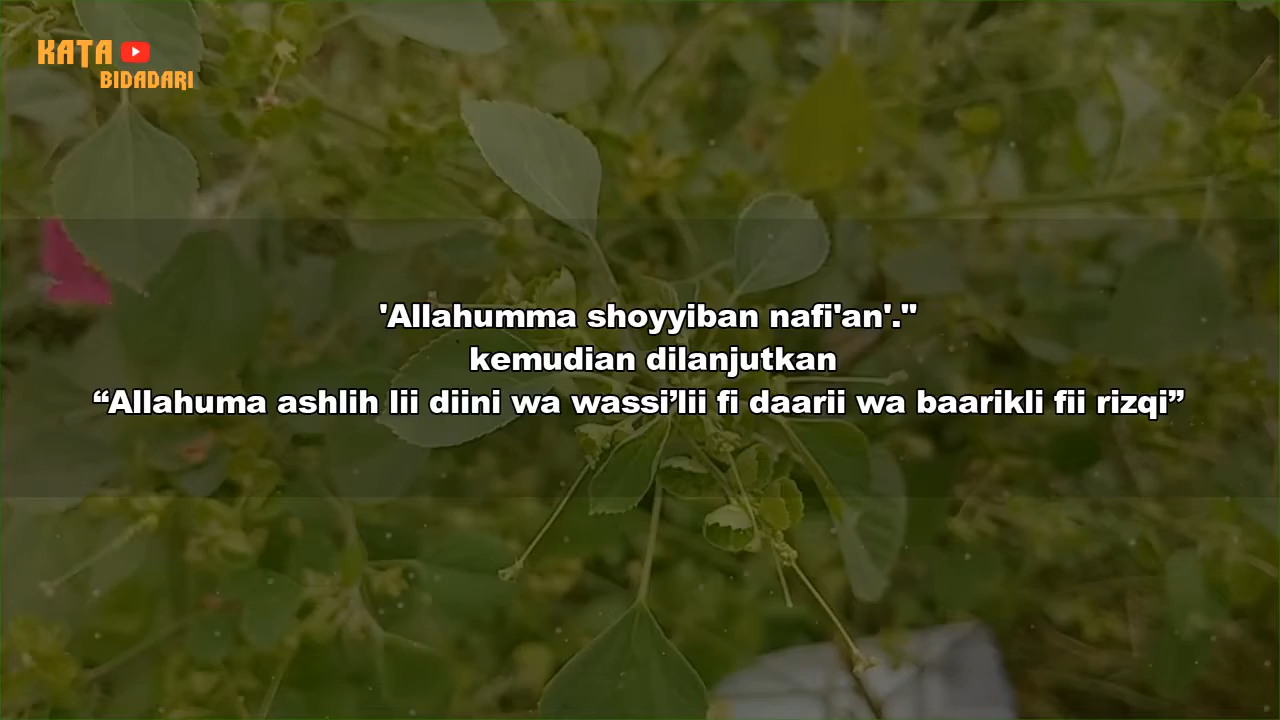 KATA
BIDADARI
'Allahumma shoyyiban nafi'an'."
kemudian dilanjutkan
“Allahuma ashlih lii diini wa wassi’lii fi daarii wa baarikli fii rizqi”